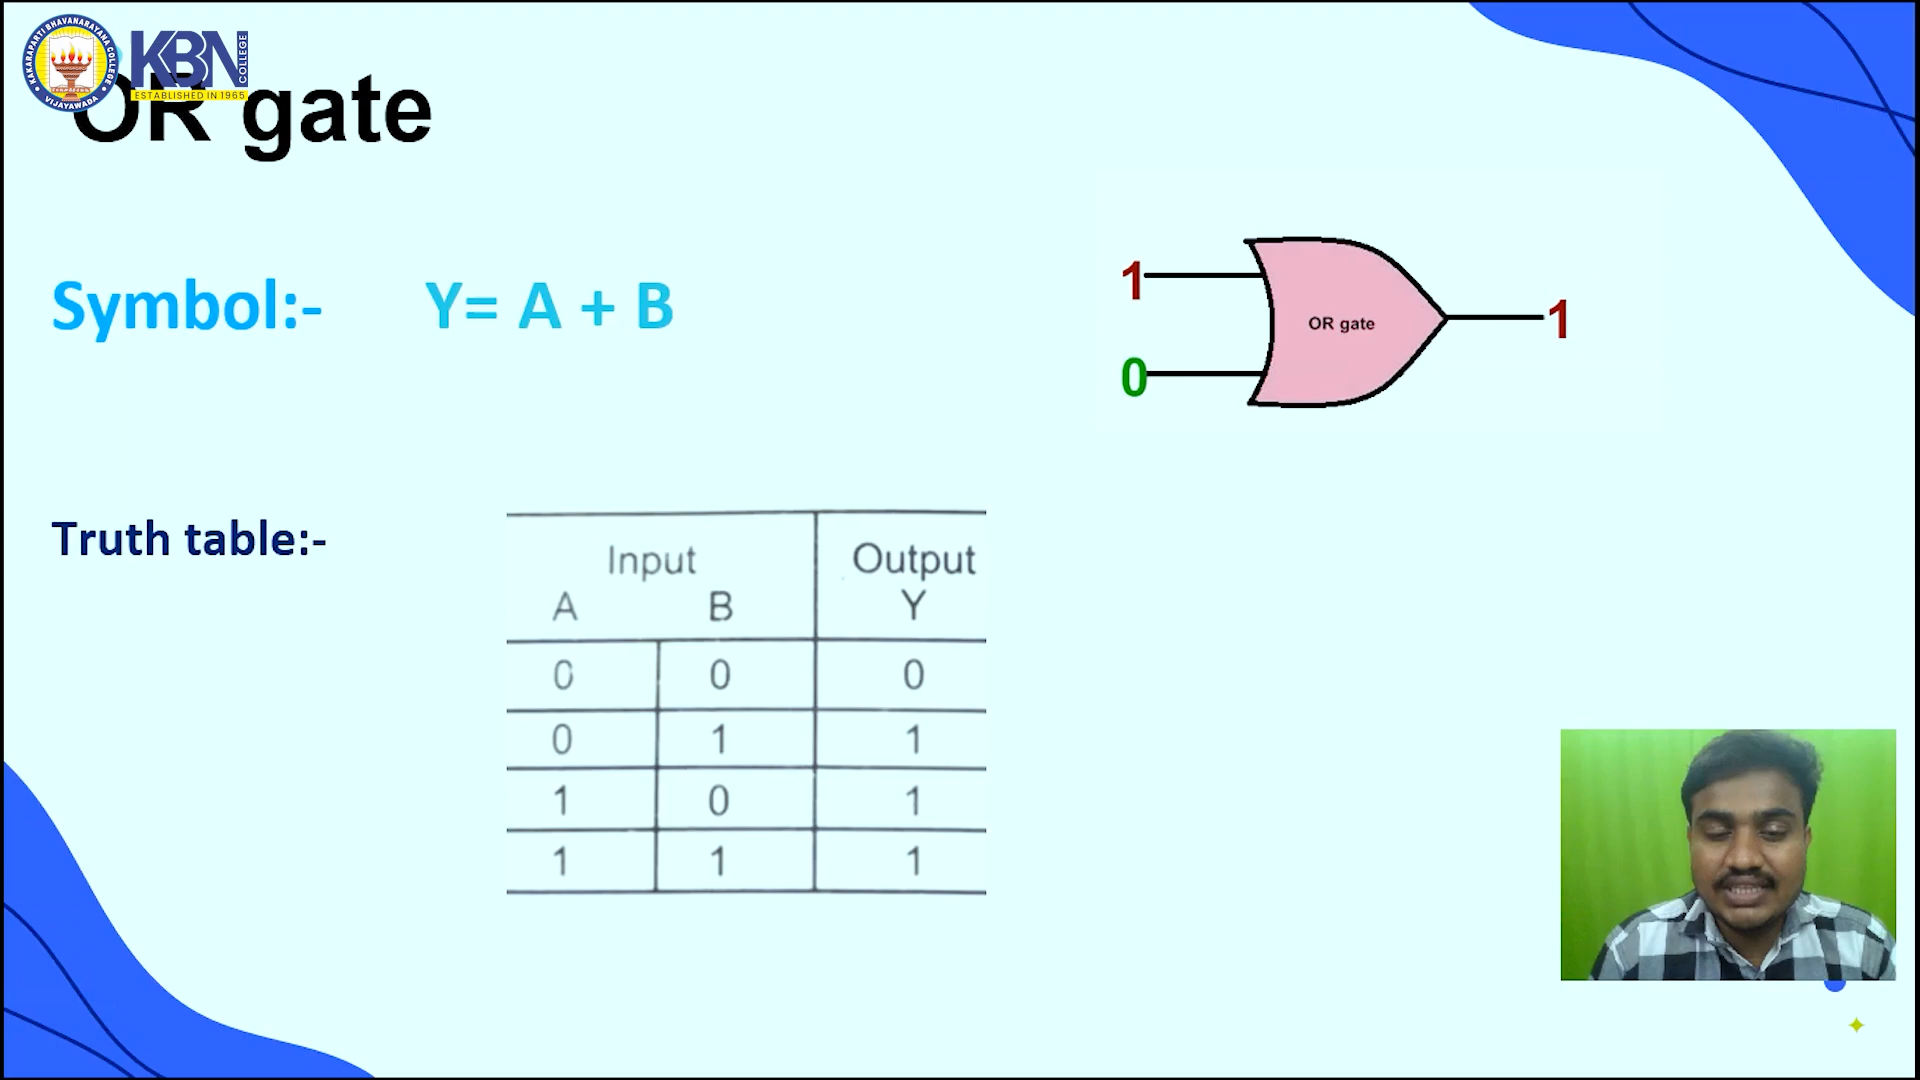 KAKARAPARTI BHAVANARAYANA COLLEGE
VIJAYAWADA
KBN
COLLEGE
ESTABLISHED IN 1965
OR gate
Symbol:- Y= A + B
1
OR gate
1
0
Truth table:-
Input Output
A B Y
0 0 0
0 1 1
1 0 1
1 1 1